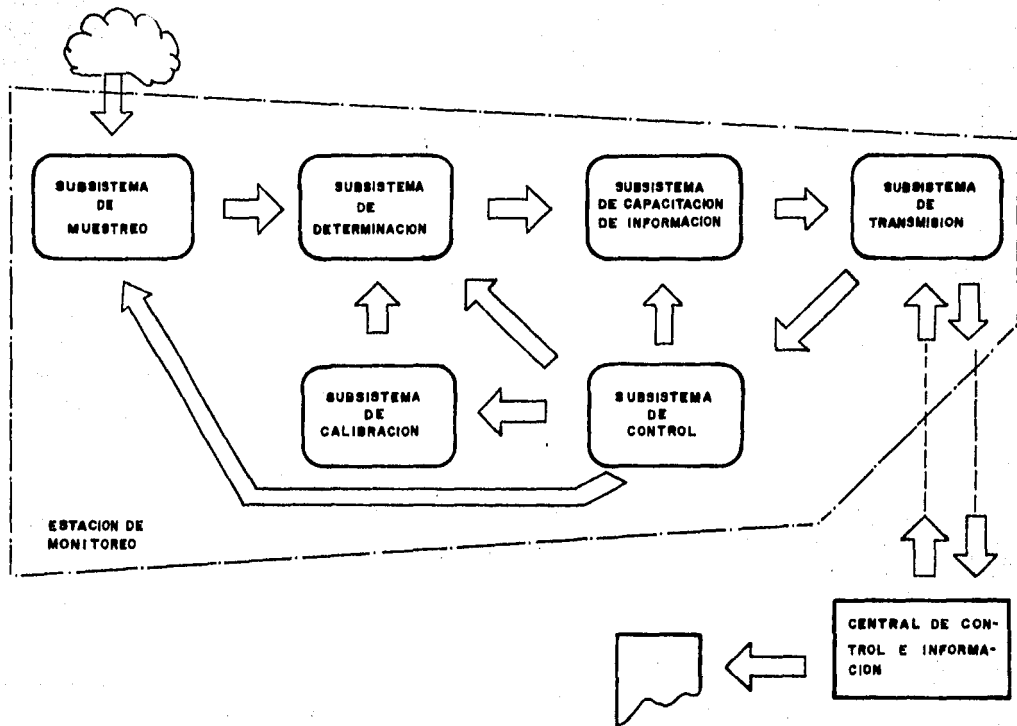 SUBSISTEMA
DE
MUESTREO
SUBSISTEMA
DE
DETERMINACION
SUBSISTEMA
DE CAPACITACION
DE INFORMACION
SUBSISTEMA
DE
TRANSMISION
SUBSISTEMA
DE
CALIBRACION
SUBSISTEMA
DE
CONTROL
ESTACION DE
MONITOREO
CENTRAL DE CON-
TROL E INFORMA-
CION